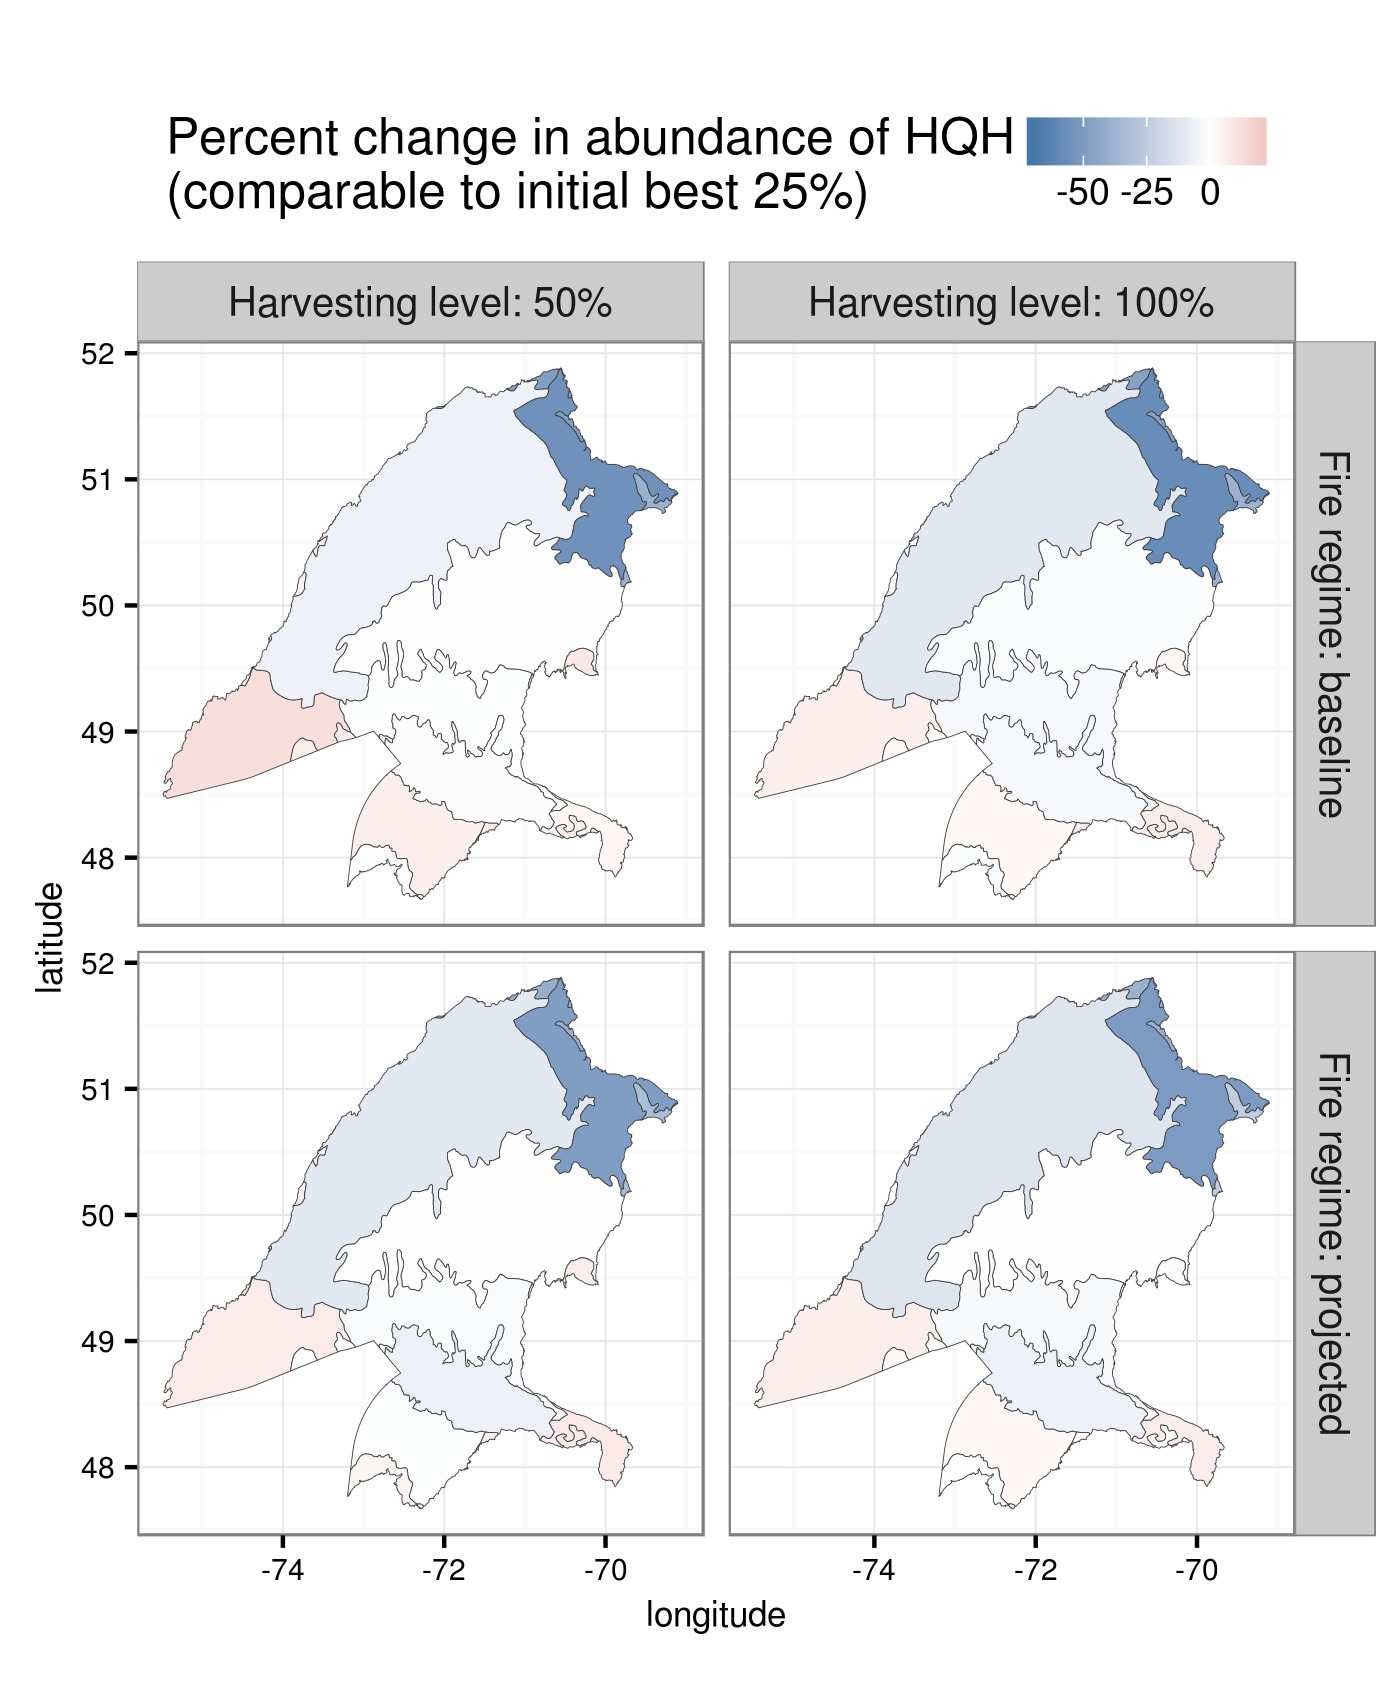 Percent change in abundance of HQH
(comparable to initial best 25%)
-50 -25 0
Harvesting level: 50%
Harvesting level: 100%
52
51
50
49
48
Fire regime: baseline
latitude
52
51
50
49
48
Fire regime: projected
-74 -72 -70
-74 -72 -70
longitude